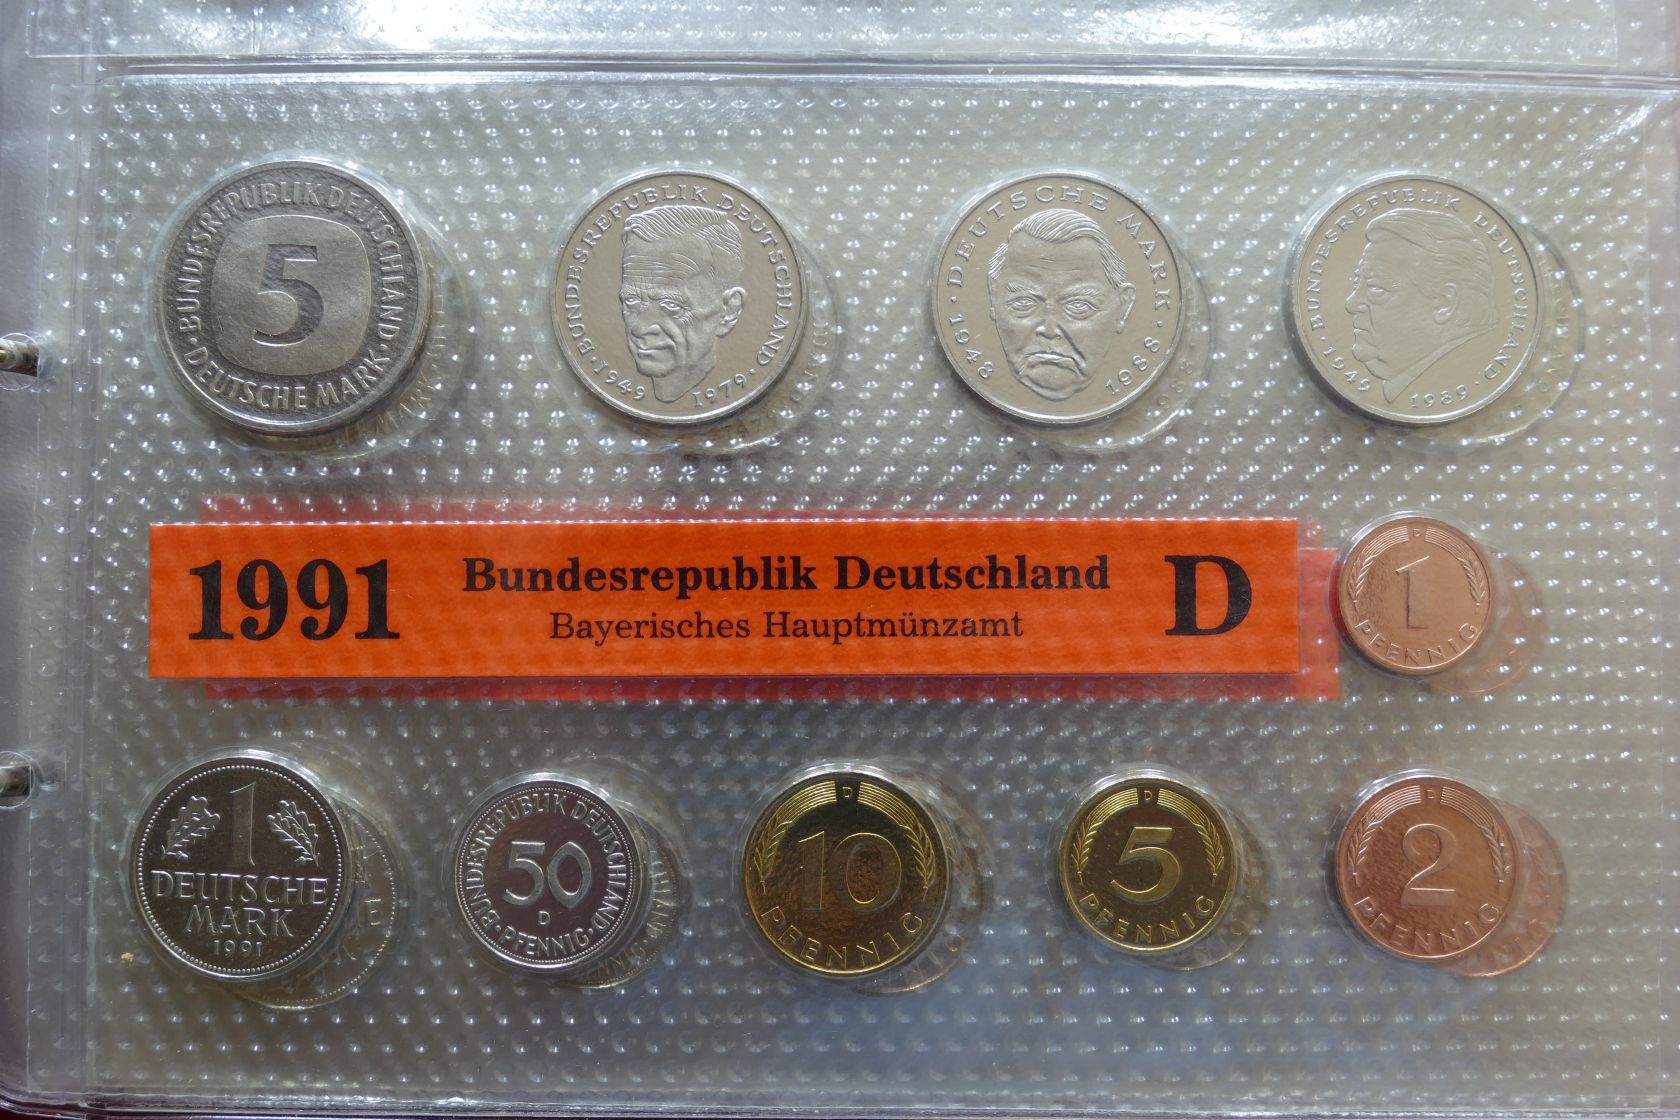 BUNDESREPUBLIK DEUTSCHLAND
5
DEUTSCHE MARK
BUNDESREPUBLIK DEUTSCHLAND
1949 1979
DEUTSCHE MARK
1948 1988
BUNDESREPUBLIK DEUTSCHLAND
1949 1989
1991
Bundesrepublik Deutschland
Bayerisches Hauptmünzamt
D
D
1
PFENNIG
1
DEUTSCHE
MARK
1991
BUNDESREPUBLIK DEUTSCHLAND
50
D
PFENNIG
D
10
PFENNIG
D
5
PFENNIG
D
2
PFENNIG